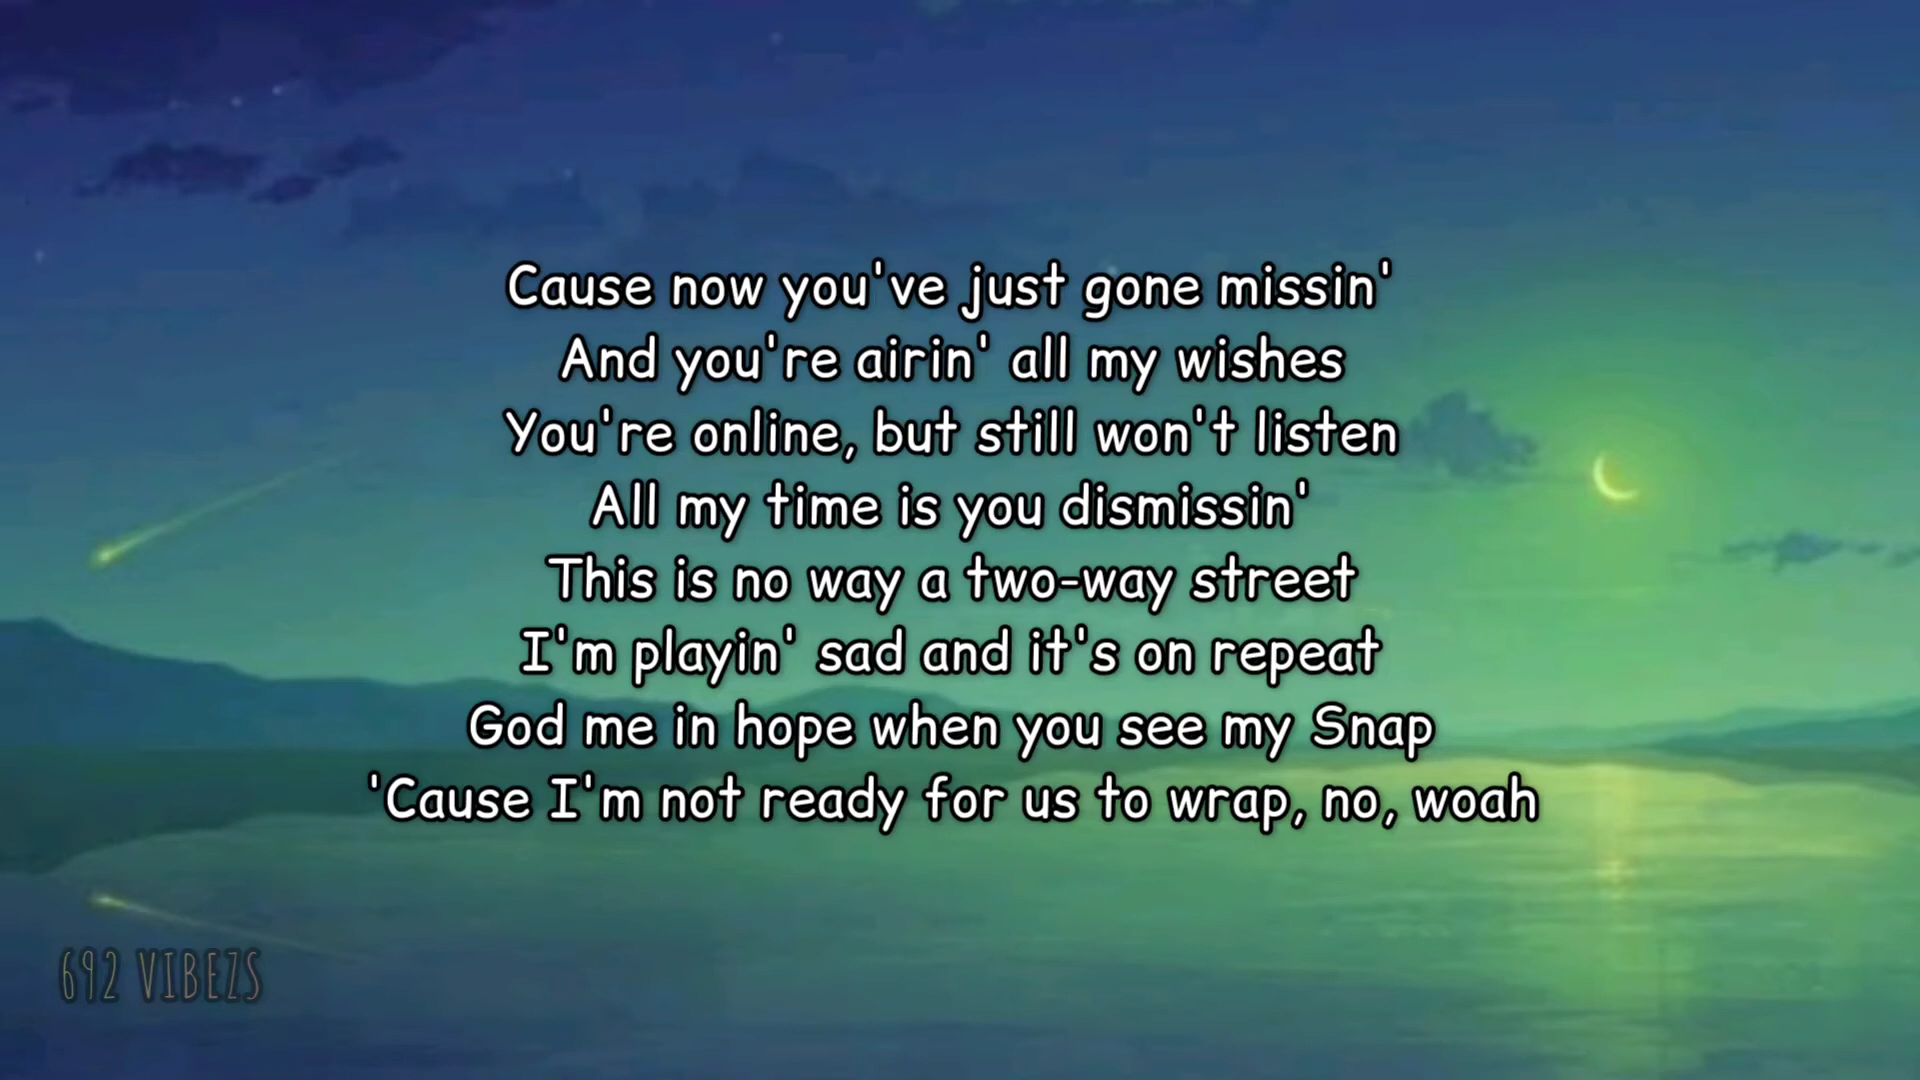 Cause now you've just gone missin'
And you're airin' all my wishes
You're online, but still won't listen
All my time is you dismissin'
This is no way a two-way street
I'm playin' sad and it's on repeat
God me in hope when you see my Snap
'Cause I'm not ready for us to wrap, no, woah
692 VIBEZS